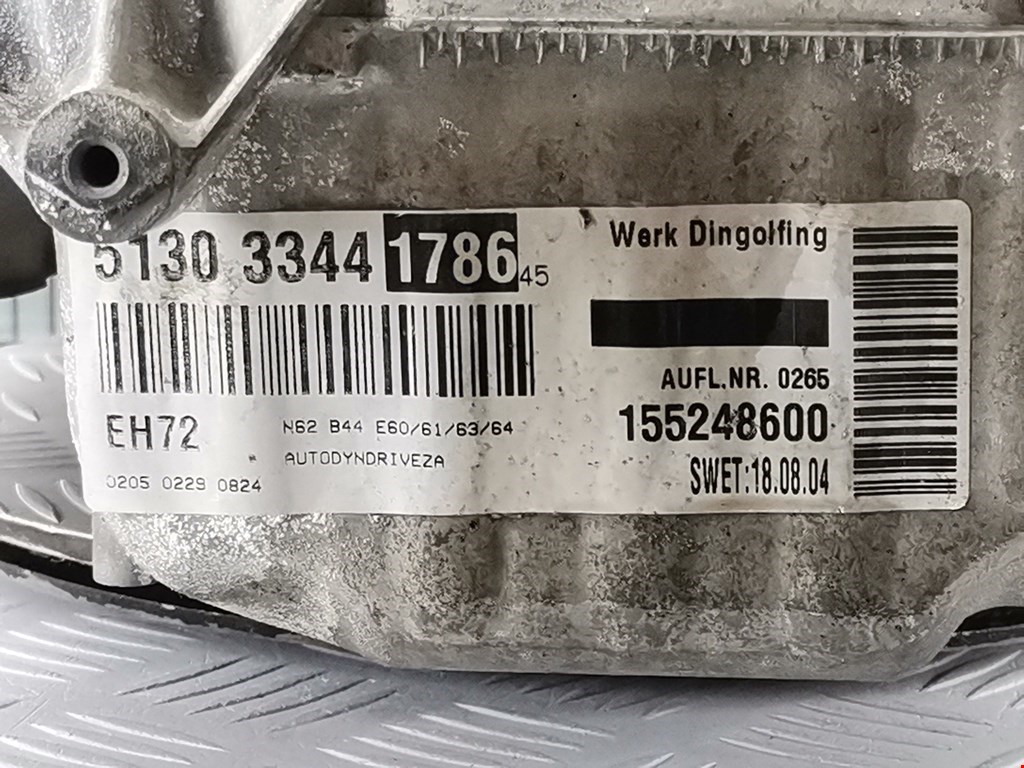 5130 3344 1786 45
EH72
N62 B44 E60/61/63/64
AUTODYNDRIVEZA
0205 0229 0824
Werk Dingolfing
AUFL.NR. 0265
155248600
SWET:18.08.04